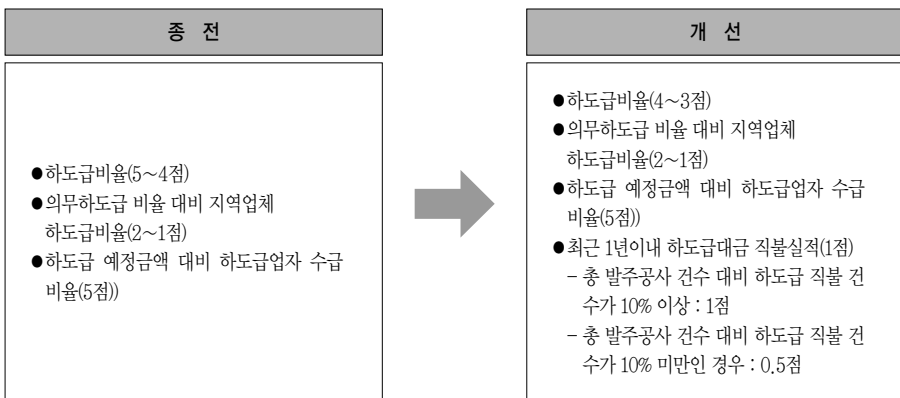 종 전
●하도급비율(5～4점)
●의무하도급 비율 대비 지역업체
하도급비율(2～1점)
●하도급 예정금액 대비 하도급업자 수급
비율(5점))
개 선
●하도급비율(4～3점)
●의무하도급 비율 대비 지역업체
하도급비율(2～1점)
●하도급 예정금액 대비 하도급업자 수급
비율(5점))
●최근 1년이내 하도급대금 직불실적(1점)
－총 발주공사 건수 대비 하도급 직불 건
수가 10% 이상 : 1점
－총 발주공사 건수 대비 하도급 직불 건
수가 10% 미만인 경우 : 0.5점